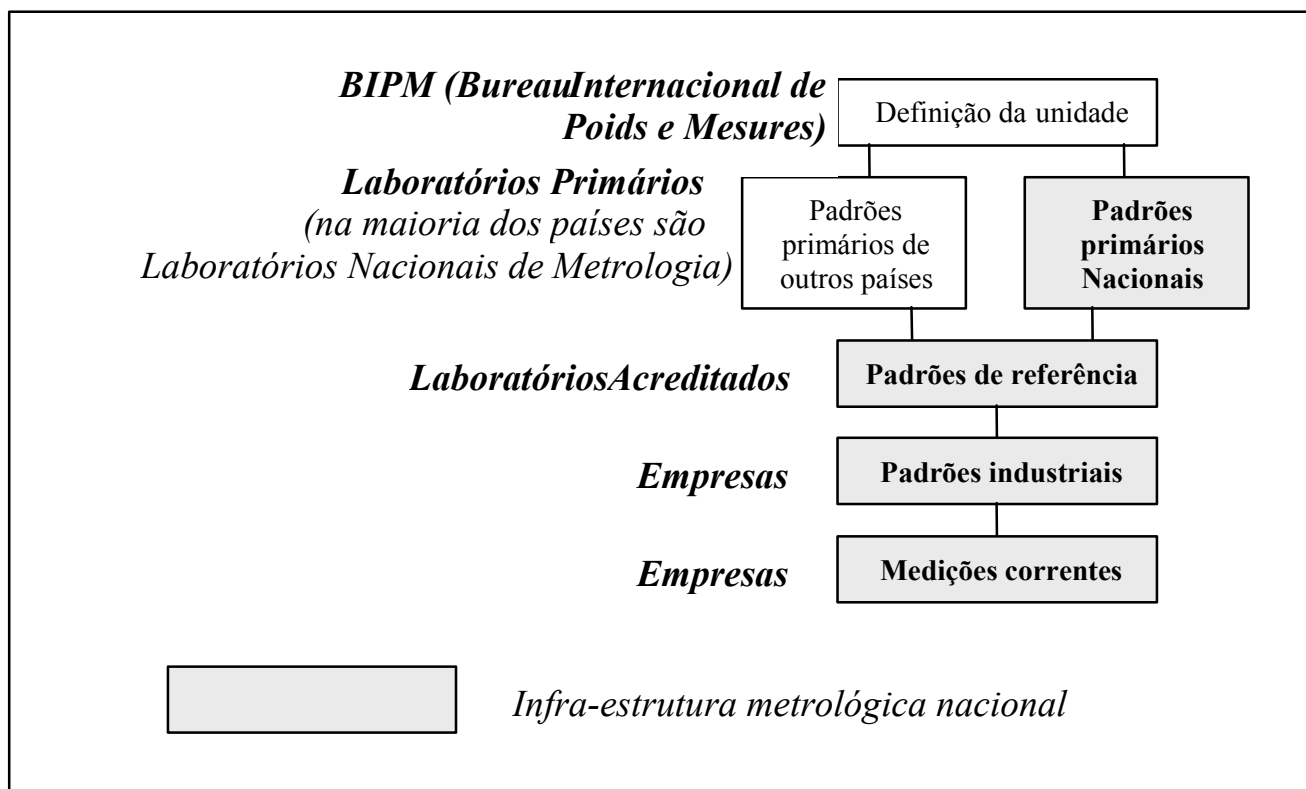 BIPM (BureauInternacional de
Poids e Mesures)
Definição da unidade
Laboratórios Primários
(na maioria dos países são
Laboratórios Nacionais de Metrologia)
Padrões
primários de
outros países
Padrões
primários
Nacionais
LaboratóriosAcreditados
Padrões de referência
Empresas
Padrões industriais
Empresas
Medições correntes
Infra-estrutura metrológica nacional